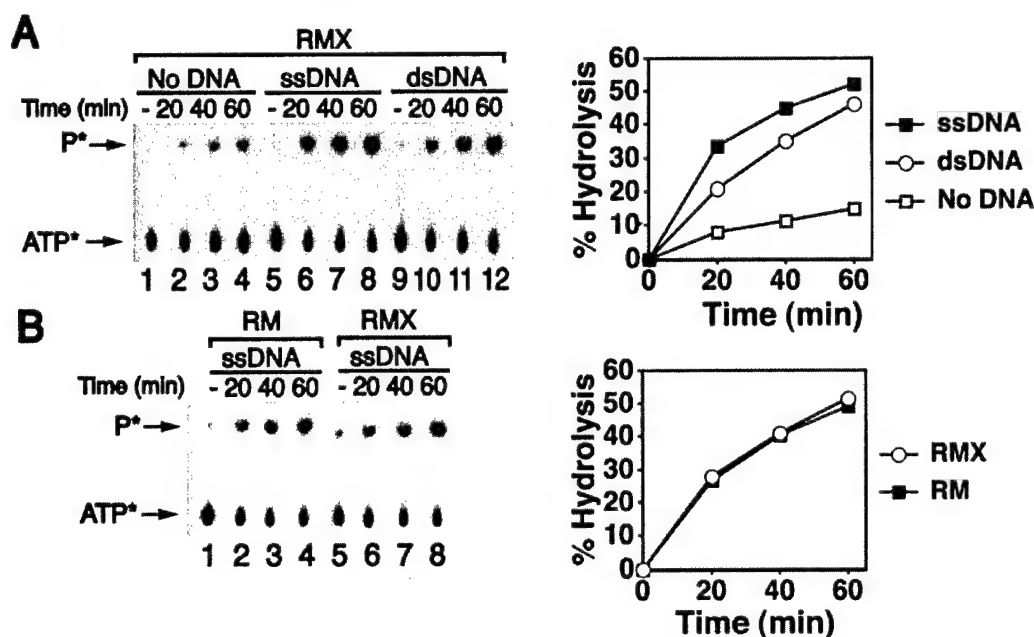 A
RMX
No DNA ssDNA dsDNA
Time (min) - 20 40 60 - 20 40 60 - 20 40 60
P*
ATP*
1 2 3 4 5 6 7 8 9 10 11 12
% Hydrolysis
60
50
40
30
20
10
0
0 20 40 60
Time (min)
ssDNA
dsDNA
No DNA
B
RM RMX
ssDNA ssDNA
Time (min) - 20 40 60 - 20 40 60
P*
ATP*
1 2 3 4 5 6 7 8
% Hydrolysis
60
50
40
30
20
10
0
0 20 40 60
Time (min)
RMX
RM